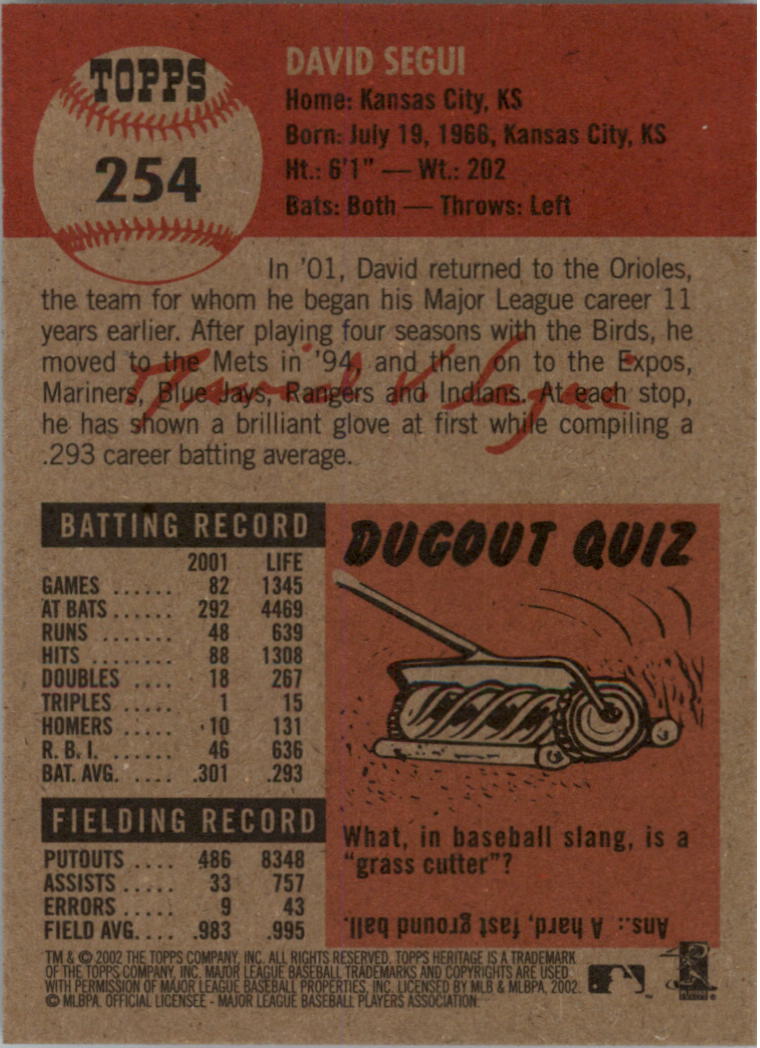 TOPPS
254
DAVID SEGUI
Home: Kansas City, KS
Born: July 19, 1966, Kansas City, KS
Ht.: 6'1" — Wt.: 202
Bats: Both — Throws: Left
In '01, David returned to the Orioles,
the team for whom he began his Major League career 11
years earlier. After playing four seasons with the Birds, he
moved to the Mets in '94, and then on to the Expos,
Mariners, Blue Jays, Rangers and Indians. At each stop,
he has shown a brilliant glove at first while compiling a
.293 career batting average.
David V. Segui
BATTING RECORD
2001 LIFE
GAMES ...... 82 1345
AT BATS ...... 292 4469
RUNS ....... 48 639
HITS ........ 88 1308
DOUBLES .... 18 267
TRIPLES .... 1 15
HOMERS .... 10 131
R. B. I. ...... 46 636
BAT. AVG. .... .301 .293
FIELDING RECORD
PUTOUTS .... 486 8348
ASSISTS ..... 33 757
ERRORS ..... 9 43
FIELD AVG.... .983 .995
DUGOUT QUIZ
What, in baseball slang, is a
"grass cutter"?
Ans.: A hard, fast ground ball.
TM & © 2002 THE TOPPS COMPANY, INC. ALL RIGHTS RESERVED. TOPPS HERITAGE IS A TRADEMARK
OF THE TOPPS COMPANY, INC. MAJOR LEAGUE BASEBALL TRADEMARKS AND COPYRIGHTS ARE USED
WITH PERMISSION OF MAJOR LEAGUE BASEBALL PROPERTIES, INC. LICENSED BY MLB & MLBPA, 2002.
© MLBPA. OFFICIAL LICENSEE - MAJOR LEAGUE BASEBALL PLAYERS ASSOCIATION.